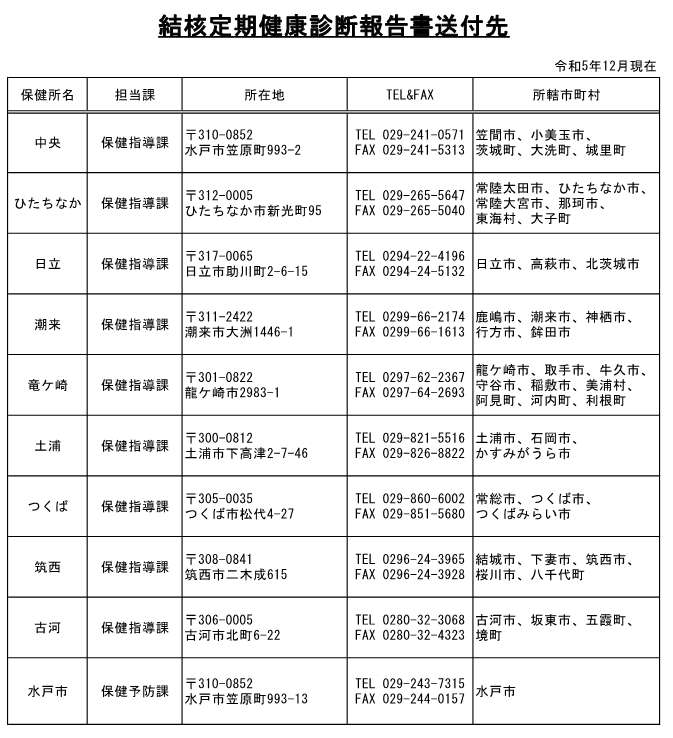 結核定期健康診断報告書送付先
令和5年12月現在
保健所名 担当課 所在地 TEL&FAX 所轄市町村
中央 保健指導課 〒310-0852 水戸市笠原町993-2 TEL 029-241-0571 FAX 029-241-5313 笠間市、小美玉市、 茨城町、大洗町、城里町
ひたちなか 保健指導課 〒312-0005 ひたちなか市新光町95 TEL 029-265-5647 FAX 029-265-5040 常陸太田市、ひたちなか市、 常陸大宮市、那珂市、 東海村、大子町
日立 保健指導課 〒317-0065 日立市助川町2-6-15 TEL 0294-22-4196 FAX 0294-24-5132 日立市、高萩市、北茨城市
潮来 保健指導課 〒311-2422 潮来市大洲1446-1 TEL 0299-66-2174 FAX 0299-66-1613 鹿嶋市、潮来市、神栖市、 行方市、鉾田市
竜ケ崎 保健指導課 〒301-0822 龍ケ崎市2983-1 TEL 0297-62-2367 FAX 0297-64-2693 龍ケ崎市、取手市、牛久市、 守谷市、稲敷市、美浦村、 阿見町、河内町、利根町
土浦 保健指導課 〒300-0812 土浦市下高津2-7-46 TEL 029-821-5516 FAX 029-826-8822 土浦市、石岡市、 かすみがうら市
つくば 保健指導課 〒305-0035 つくば市松代4-27 TEL 029-860-6002 FAX 029-851-5680 常総市、つくば市、 つくばみらい市
筑西 保健指導課 〒308-0841 筑西市二木成615 TEL 0296-24-3965 FAX 0296-24-3928 結城市、下妻市、筑西市、 桜川市、八千代町
古河 保健指導課 〒306-0005 古河市北町6-22 TEL 0280-32-3068 FAX 0280-32-4323 古河市、坂東市、五霞町、 境町
水戸市 保健予防課 〒310-0852 水戸市笠原町993-13 TEL 029-243-7315 FAX 029-244-0157 水戸市